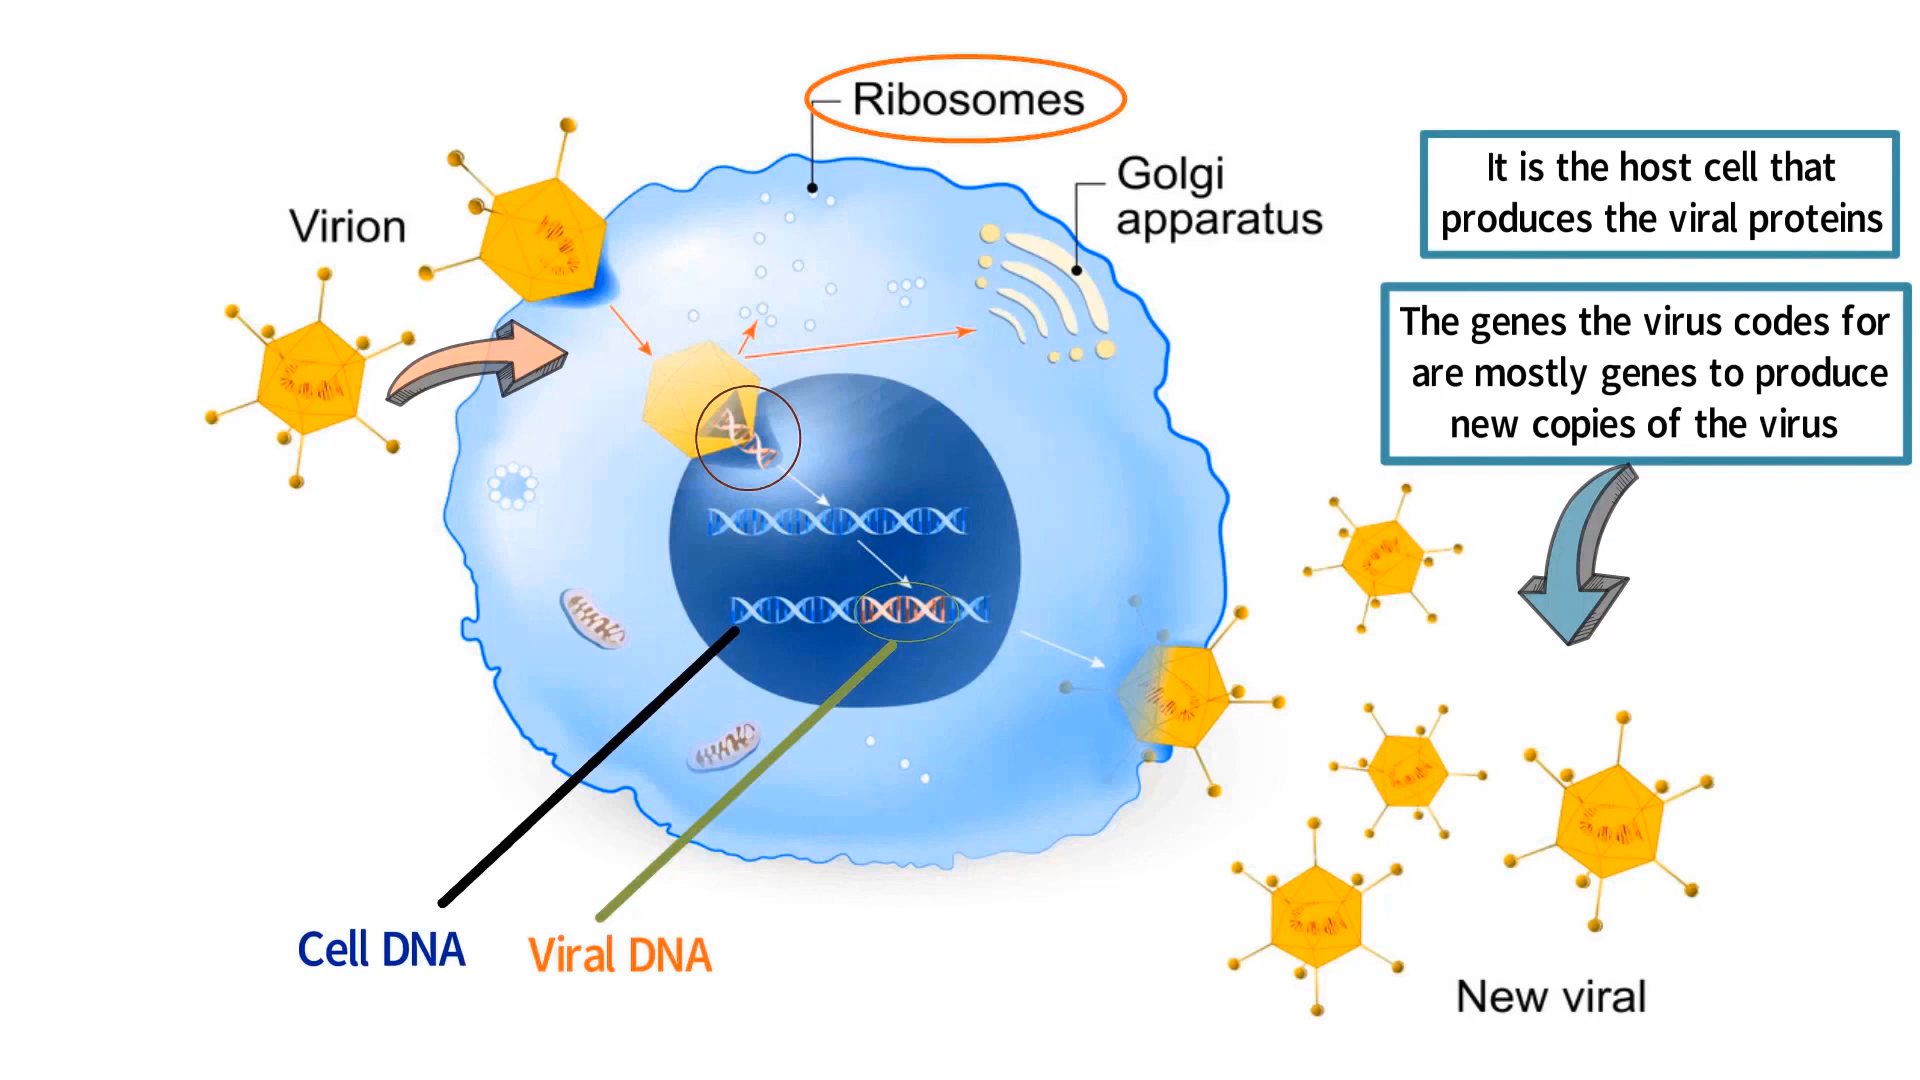 Ribosomes
Golgi
apparatus
Virion
It is the host cell that
produces the viral proteins
The genes the virus codes for
are mostly genes to produce
new copies of the virus
Cell DNA
Viral DNA
New viral